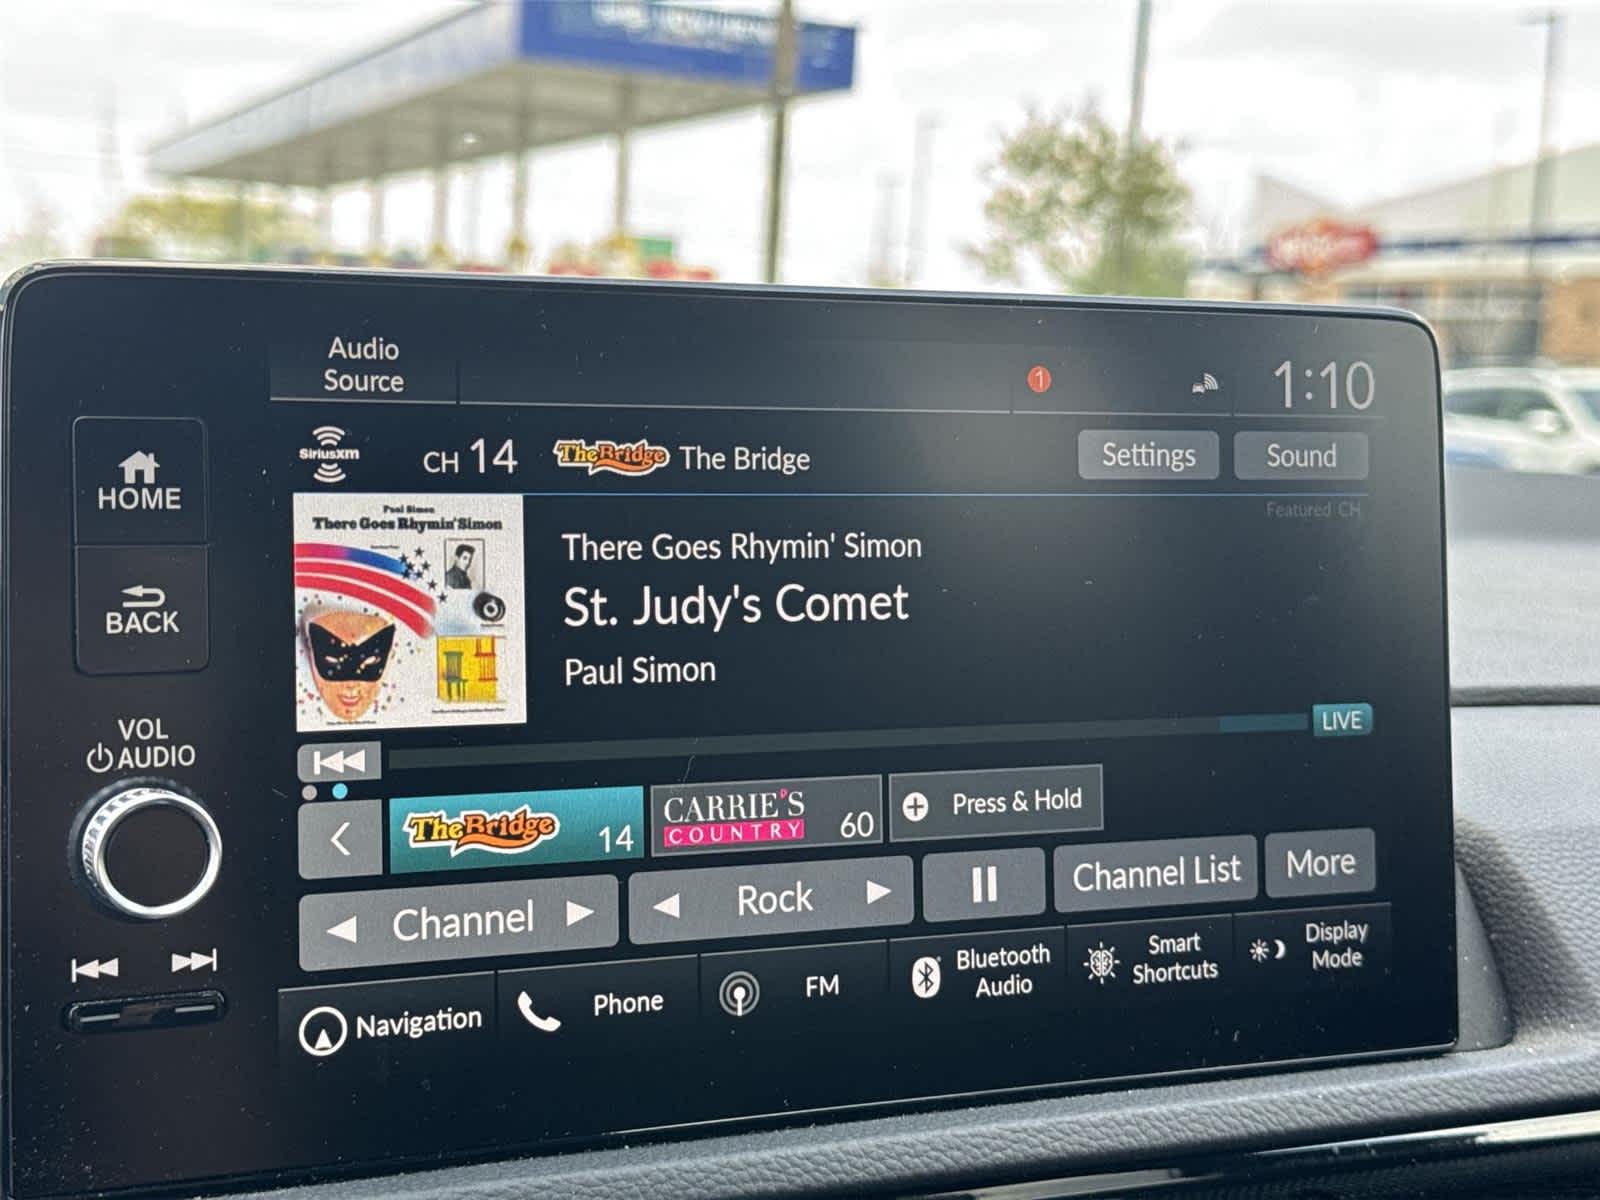 Audio
Source
1
1:10
SiriusXM
CH 14
The Bridge
The Bridge
Settings
Sound
Featured CH
HOME
BACK
VOL
AUDIO
Paul Simon
There Goes Rhymin' Simon
There Goes Rhymin' Simon
St. Judy's Comet
Paul Simon
LIVE
The Bridge 14
CARRIE'S
COUNTRY 60
Press & Hold
Channel
Rock
Channel List
More
Navigation
Phone
FM
Bluetooth
Audio
Smart
Shortcuts
Display
Mode